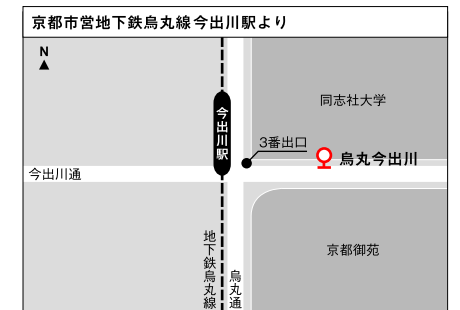 京都市営地下鉄烏丸線今出川駅より
N
同志社大学
今出川駅
3番出口
烏丸今出川
今出川通
京都御苑
地下鉄烏丸線
烏丸通